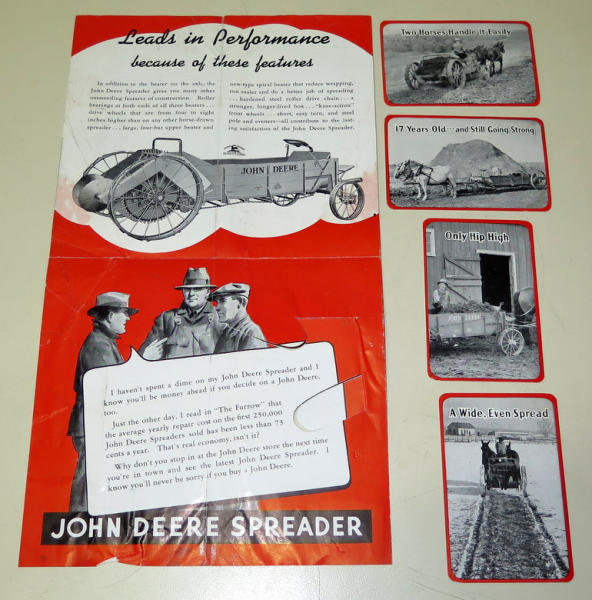 Leads in Performance
because of these features
In addition to the beater on the axle, the
John Deere Spreader gives you many other
outstanding features of construction. Roller
bearings at both ends of all three beaters . . .
drive wheels that are from four to eight
inches higher than on any other horse-drawn
spreader . . . large, four-bar upper beater and
new-type spiral beater that reduce wrapping,
run easier and do a better job of spreading
. . . hardened steel roller drive chain. . . a
stronger, longer-lived box. . . "knee-action"
front wheels . . . short, easy turn, and steel
pole and eveners—all contribute to the last-
ing satisfaction of the John Deere Spreader.
JOHN DEERE
I haven't spent a dime on my John Deere Spreader and I
know you'll be money ahead if you decide on a John Deere,
too.
Just the other day, I read in "The Furrow" that
the average yearly repair cost on the first 250,000
John Deere Spreaders sold has been less than 73
cents a year. That's real economy, isn't it?
Why don't you stop in at the John Deere store the next time
you're in town and see the latest John Deere Spreader. I
know you'll never be sorry if you buy a John Deere.
JOHN DEERE SPREADER
Two Horses Handle It Easily
17 Years Old...and Still Going Strong
Only Hip High
JOHN DEERE
A Wide, Even Spread